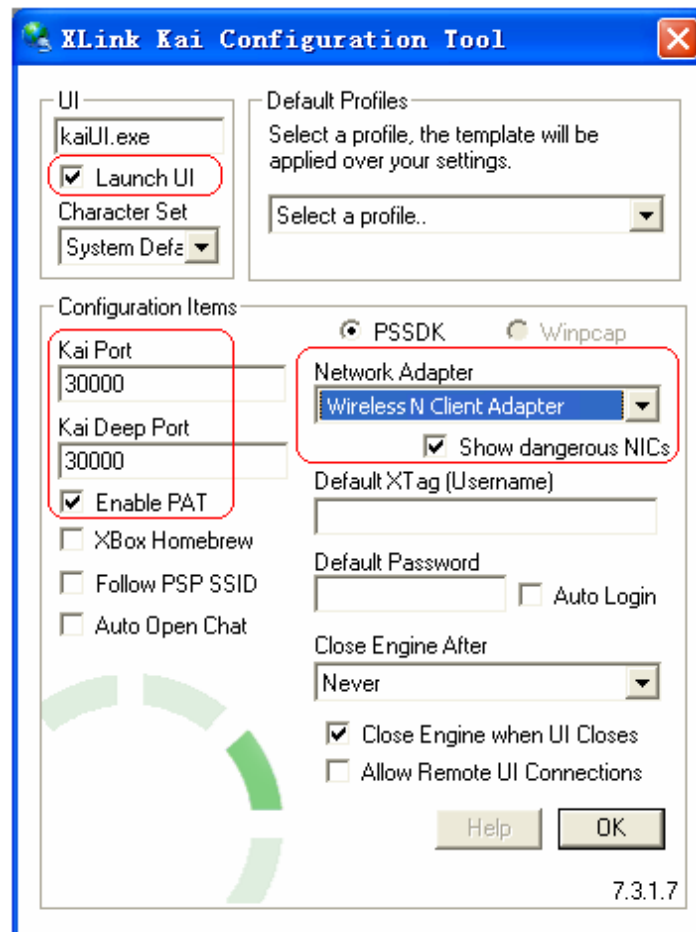 XLink Kai Configuration Tool
UI
kaiUI.exe
Launch UI
Character Set
System Defa
Default Profiles
Select a profile, the template will be
applied over your settings.
Select a profile..
Configuration Items
Kai Port
30000
Kai Deep Port
30000
Enable PAT
XBox Homebrew
Follow PSP SSID
Auto Open Chat
PSSDK
Winpcap
Network Adapter
Wireless N Client Adapter
Show dangerous NICs
Default XTag (Username)
Default Password
Auto Login
Close Engine After
Never
Close Engine when UI Closes
Allow Remote UI Connections
Help
OK
7.3.1.7